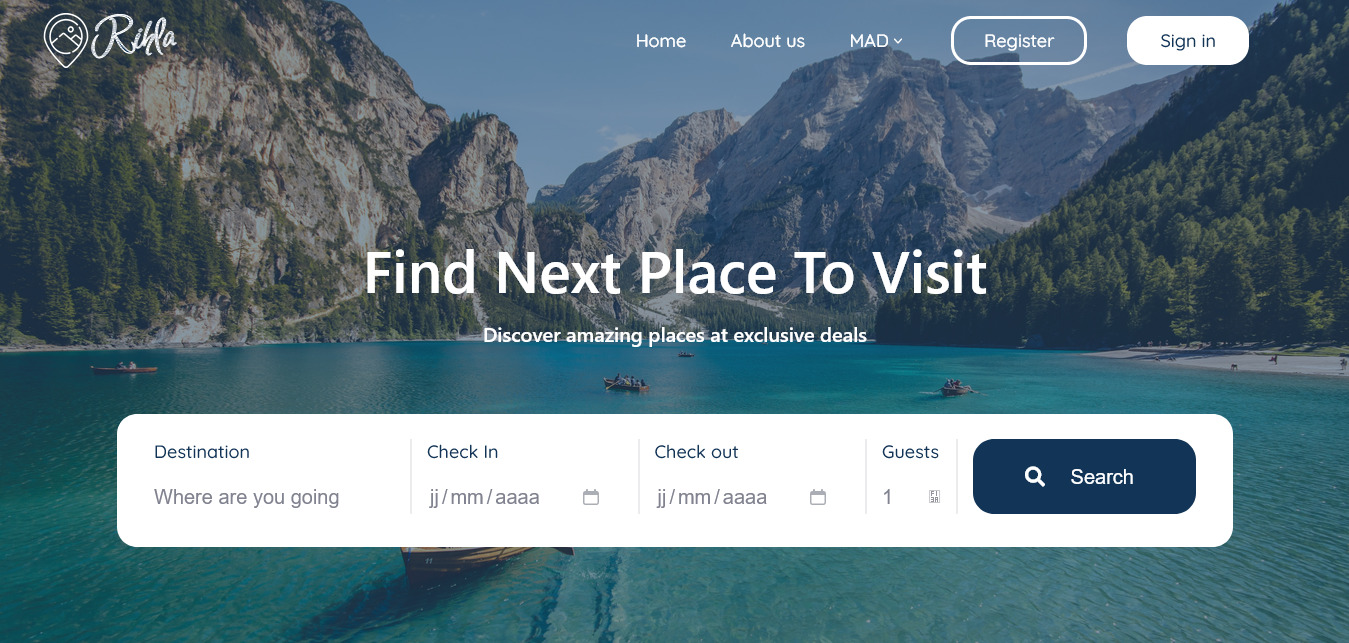 Rihla
Home About us MAD Register Sign in
Find Next Place To Visit
Discover amazing places at exclusive deals
Destination Check In Check out Guests
Where are you going jj/mm/aaaa jj/mm/aaaa 1
Search